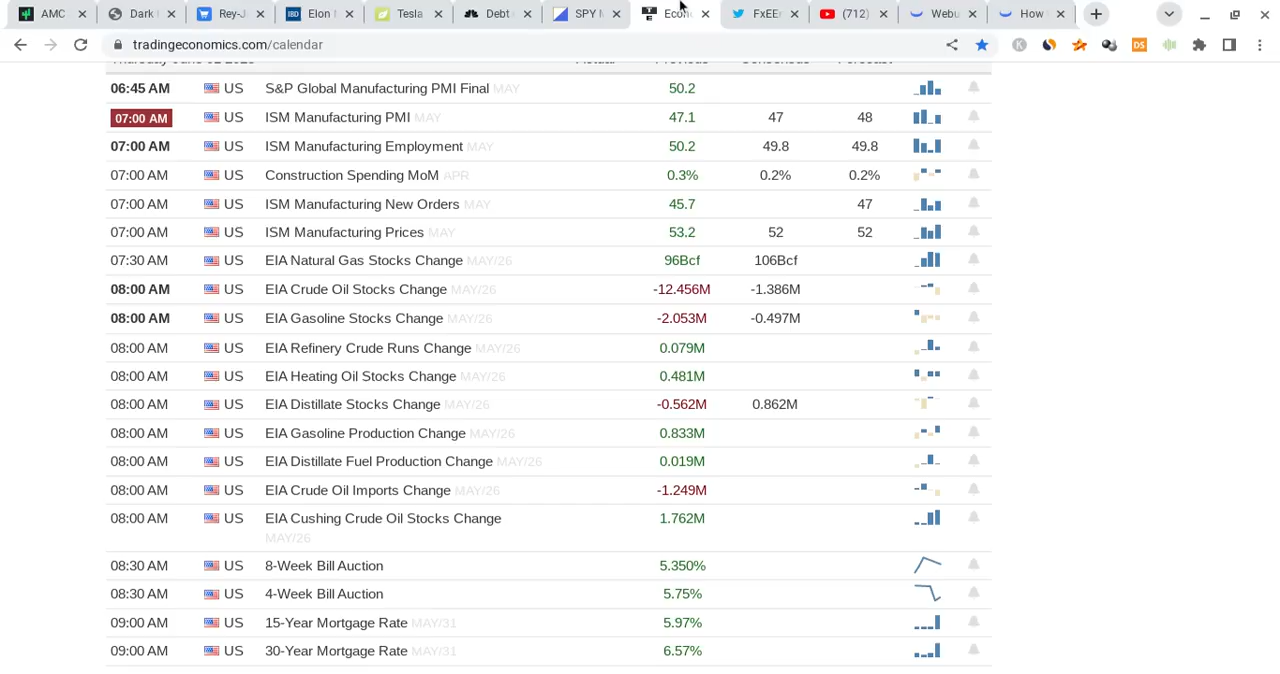 AMC Dark Rey-J Elon Tesla Debt SPY Econ FxEE (712) Webu How
tradingeconomics.com/calendar
Actual Previous Consensus Forecast
06:45 AM US S&P Global Manufacturing PMI Final MAY 50.2
07:00 AM US ISM Manufacturing PMI MAY 47.1 47 48
07:00 AM US ISM Manufacturing Employment MAY 50.2 49.8 49.8
07:00 AM US Construction Spending MoM APR 0.3% 0.2% 0.2%
07:00 AM US ISM Manufacturing New Orders MAY 45.7 47
07:00 AM US ISM Manufacturing Prices MAY 53.2 52 52
07:30 AM US EIA Natural Gas Stocks Change MAY/26 96Bcf 106Bcf
08:00 AM US EIA Crude Oil Stocks Change MAY/26 -12.456M -1.386M
08:00 AM US EIA Gasoline Stocks Change MAY/26 -2.053M -0.497M
08:00 AM US EIA Refinery Crude Runs Change MAY/26 0.079M
08:00 AM US EIA Heating Oil Stocks Change MAY/26 0.481M
08:00 AM US EIA Distillate Stocks Change MAY/26 -0.562M 0.862M
08:00 AM US EIA Gasoline Production Change MAY/26 0.833M
08:00 AM US EIA Distillate Fuel Production Change MAY/26 0.019M
08:00 AM US EIA Crude Oil Imports Change MAY/26 -1.249M
08:00 AM US EIA Cushing Crude Oil Stocks Change 1.762M
MAY/26
08:30 AM US 8-Week Bill Auction 5.350%
08:30 AM US 4-Week Bill Auction 5.75%
09:00 AM US 15-Year Mortgage Rate MAY/31 5.97%
09:00 AM US 30-Year Mortgage Rate MAY/31 6.57%